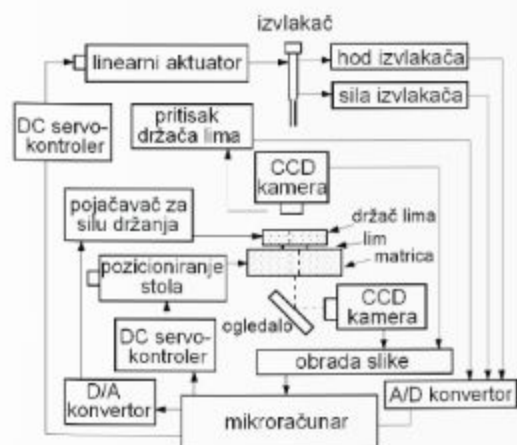 izvlakač
linearni aktuator
hod izvlakača
sila izvlakača
DC servo-
kontroler
pritisak
držača lima
CCD
kamera
pojačavač za
silu držanja
držač lima
lim
matrica
pozicioniranje
stola
CCD
kamera
ogledalo
DC servo-
kontroler
obrada slike
D/A
konvertor
A/D konvertor
mikroračunar